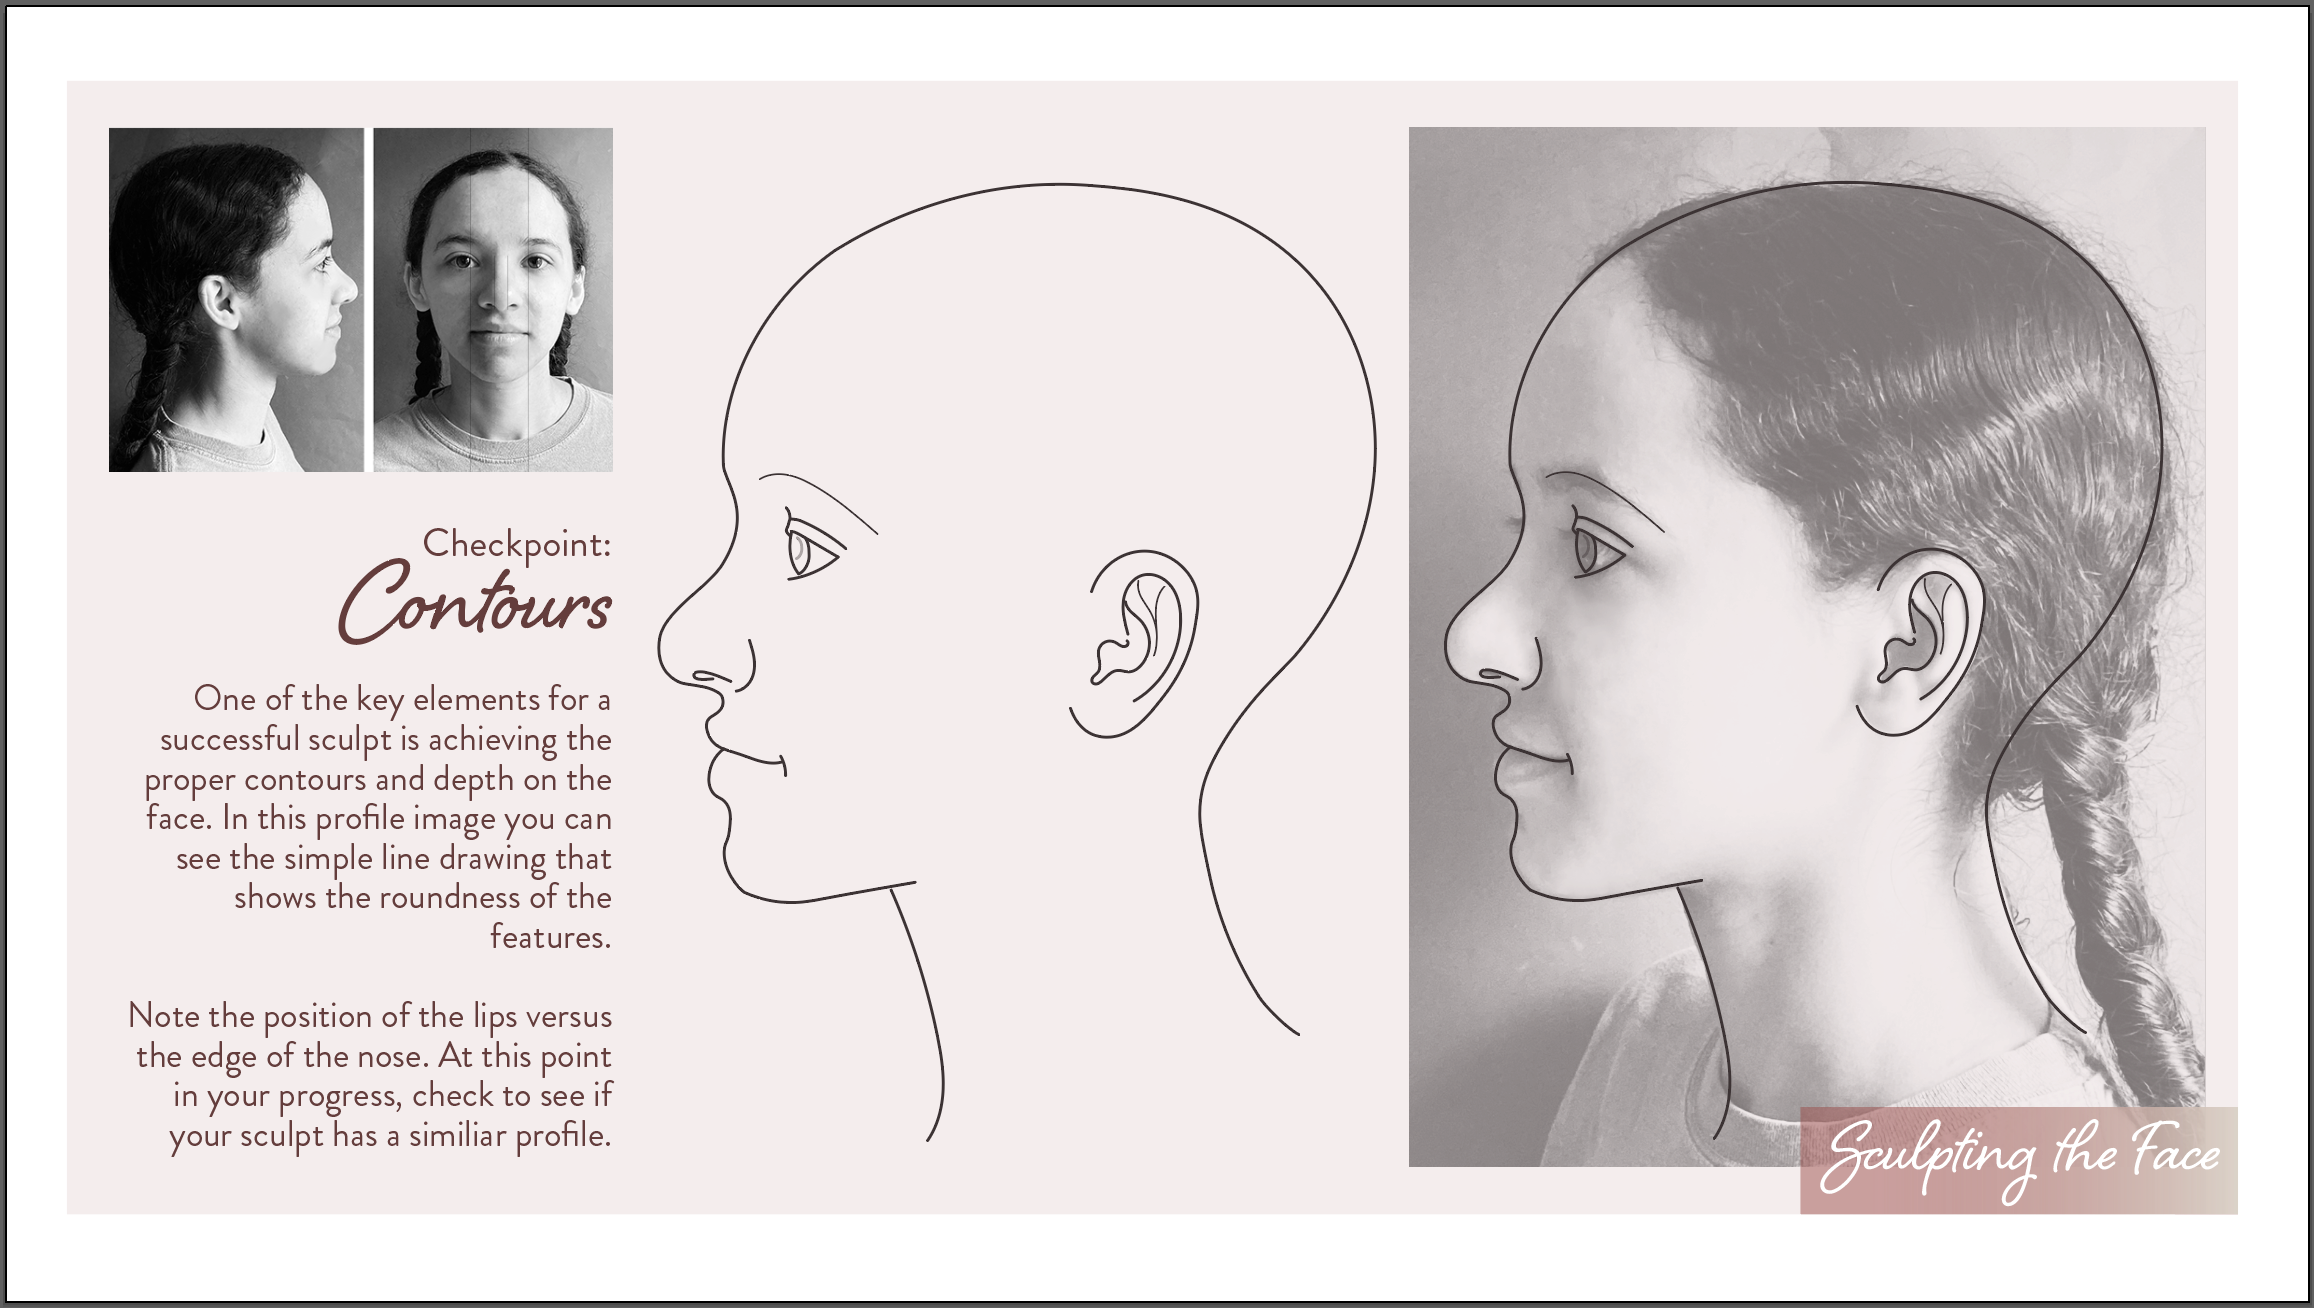 Checkpoint:
Contours
One of the key elements for a
successful sculpt is achieving the
proper contours and depth on the
face. In this profile image you can
see the simple line drawing that
shows the roundness of the
features.
Note the position of the lips versus
the edge of the nose. At this point
in your progress, check to see if
your sculpt has a similiar profile.
Sculpting the Face